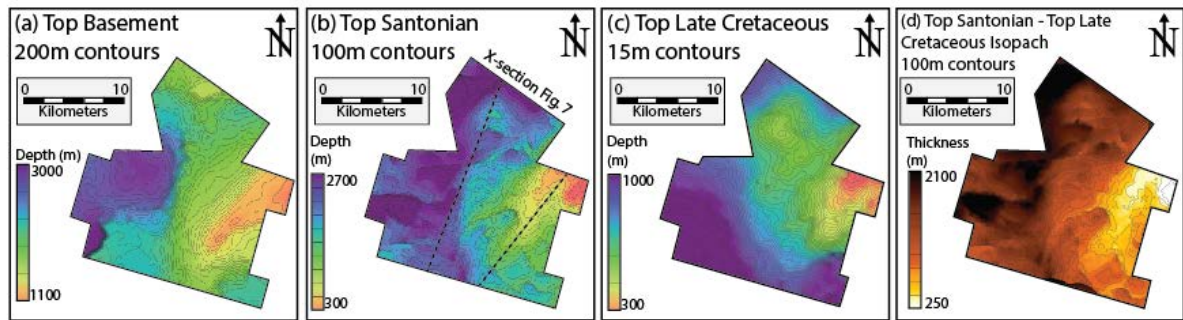 (a) Top Basement
200m contours
N
0 10
Kilometers
Depth (m)
3000
1100
(b) Top Santonian
100m contours
N
0 10
Kilometers
X-section Fig. 7
Depth
(m)
2700
300
(c) Top Late Cretaceous
15m contours
N
0 10
Kilometers
Depth
(m)
1000
300
(d) Top Santonian - Top Late
Cretaceous Isopach
100m contours
N
0 10
Kilometers
Thickness
(m)
2100
250